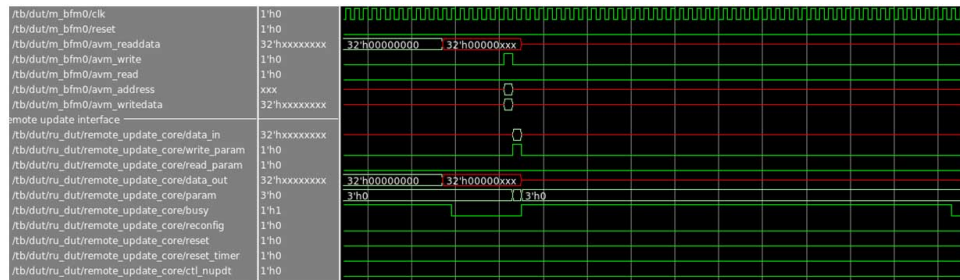 /tb/dut/m_bfm0/clk 1'h0
/tb/dut/m_bfm0/reset 1'h0
/tb/dut/m_bfm0/avm_readdata 32'hxxxxxxxx 32'h00000000 32'h00000xxx
/tb/dut/m_bfm0/avm_write 1'h0
/tb/dut/m_bfm0/avm_read 1'h0
/tb/dut/m_bfm0/avm_address xxx
/tb/dut/m_bfm0/avm_writedata 32'hxxxxxxxx
emote update interface
/tb/dut/ru_dut/remote_update_core/data_in 32'hxxxxxxxx
/tb/dut/ru_dut/remote_update_core/write_param 1'h0
/tb/dut/ru_dut/remote_update_core/read_param 1'h0
/tb/dut/ru_dut/remote_update_core/data_out 32'hxxxxxxxx 32'h00000000 32'h00000xxx
/tb/dut/ru_dut/remote_update_core/param 3'h0 3'h0 3'h0
/tb/dut/ru_dut/remote_update_core/busy 1'h1
/tb/dut/ru_dut/remote_update_core/reconfig 1'h0
/tb/dut/ru_dut/remote_update_core/reset 1'h0
/tb/dut/ru_dut/remote_update_core/reset_timer 1'h0
/tb/dut/ru_dut/remote_update_core/ctl_nupdt 1'h0